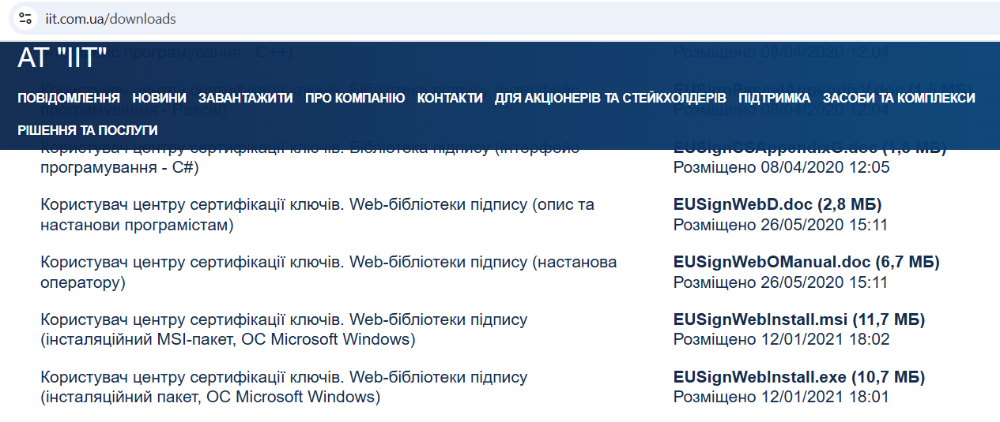 iit.com.ua/downloads
АТ "ІІТ"
програмування - C++)
Розміщено 08/04/2020 12:04
ПОВІДОМЛЕННЯ НОВИНИ ЗАВАНТАЖИТИ ПРО КОМПАНІЮ КОНТАКТИ ДЛЯ АКЦІОНЕРІВ ТА СТЕЙКХОЛДЕРІВ ПІДТРИМКА ЗАСОБИ ТА КОМПЛЕКСИ
програмування - Pascal)
Розміщено 08/04/2020 12:04
РІШЕННЯ ТА ПОСЛУГИ
Користувач центру сертифікації ключів. Бібліотека підпису (інтерфейс
програмування - C#)
EUSignCSAppendixG.doc (1,8 МБ)
Розміщено 08/04/2020 12:05
Користувач центру сертифікації ключів. Web-бібліотеки підпису (опис та
настанови програмістам)
EUSignWebD.doc (2,8 МБ)
Розміщено 26/05/2020 15:11
Користувач центру сертифікації ключів. Web-бібліотеки підпису (настанова
оператору)
EUSignWebOManual.doc (6,7 МБ)
Розміщено 26/05/2020 15:11
Користувач центру сертифікації ключів. Web-бібліотеки підпису
(інсталяційний MSI-пакет, ОС Microsoft Windows)
EUSignWebInstall.msi (11,7 МБ)
Розміщено 12/01/2021 18:02
Користувач центру сертифікації ключів. Web-бібліотеки підпису
(інсталяційний пакет, ОС Microsoft Windows)
EUSignWebInstall.exe (10,7 МБ)
Розміщено 12/01/2021 18:01